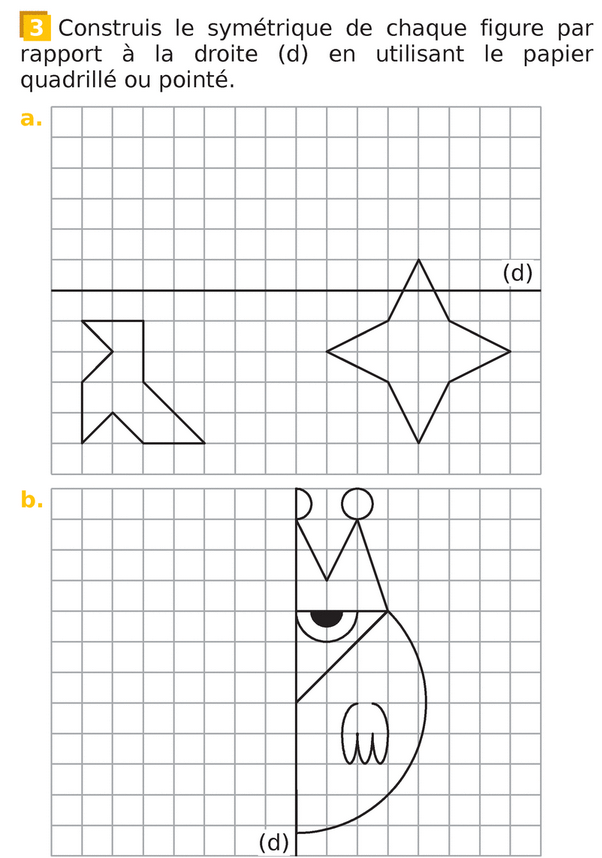 3 Construis le symétrique de chaque figure par
rapport à la droite (d) en utilisant le papier
quadrillé ou pointé.
a.
(d)
b.
(d)